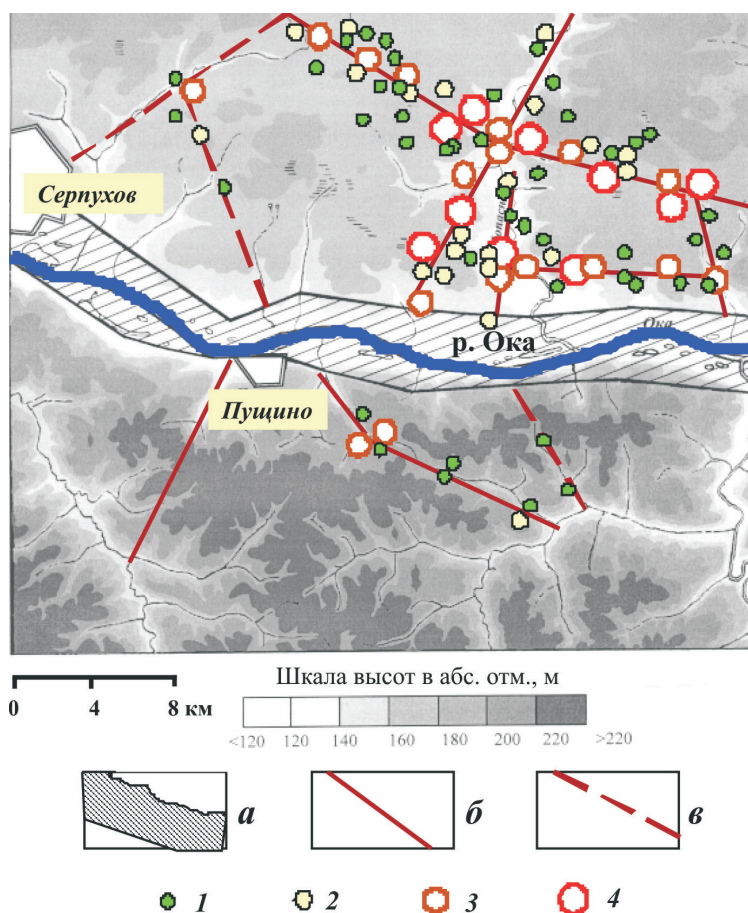 Серпухов
р. Ока
Ока
Пущино
Шкала высот в абс. отм., м
0 4 8 км
<120 120 140 160 180 200 220 >220
а б в
1 2 3 4